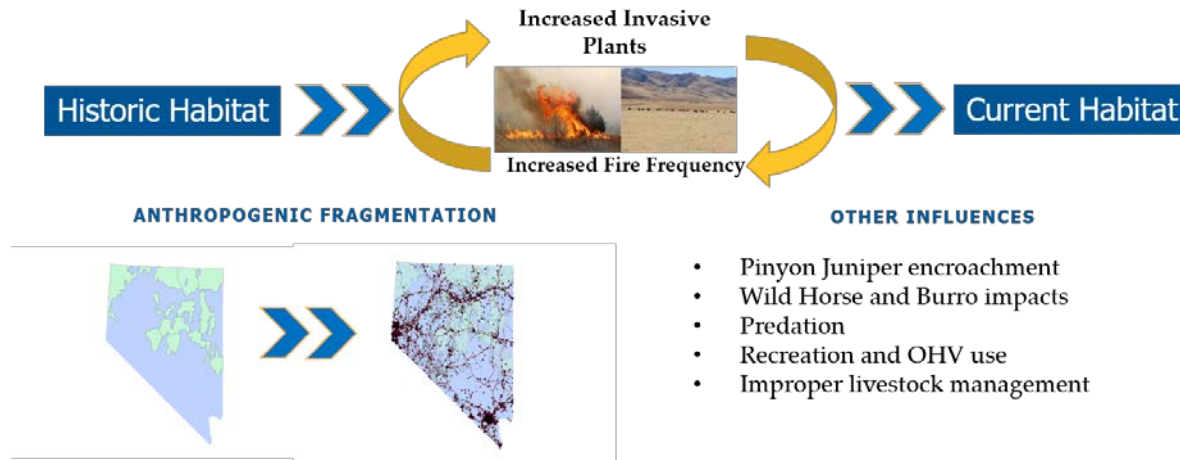 Increased Invasive
Plants
Historic Habitat
Current Habitat
Increased Fire Frequency
ANTHROPOGENIC FRAGMENTATION
OTHER INFLUENCES
• Pinyon Juniper encroachment
• Wild Horse and Burro impacts
• Predation
• Recreation and OHV use
• Improper livestock management